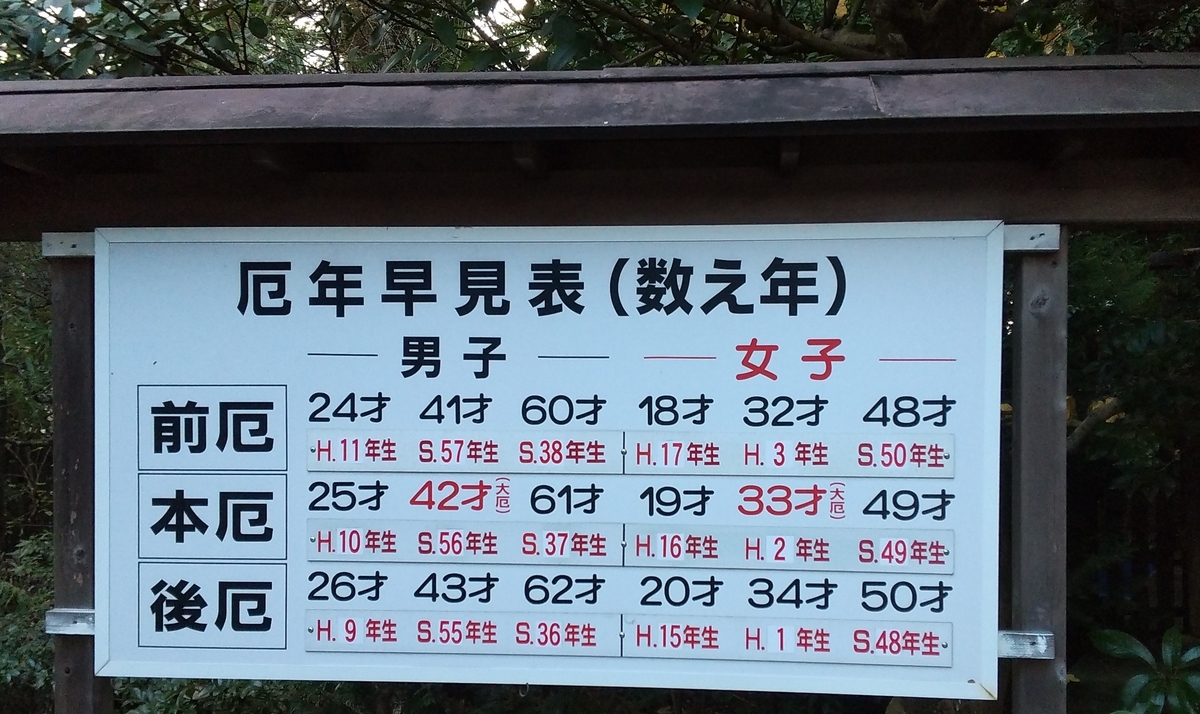 厄年早見表(数え年)
男子 女子
前厄 24才 41才 60才 18才 32才 48才
H.11年生 S.57年生 S.38年生 H.17年生 H.3年生 S.50年生
本厄 25才 42才(大厄) 61才 19才 33才(大厄) 49才
H.10年生 S.56年生 S.37年生 H.16年生 H.2年生 S.49年生
後厄 26才 43才 62才 20才 34才 50才
H.9年生 S.55年生 S.36年生 H.15年生 H.1年生 S.48年生